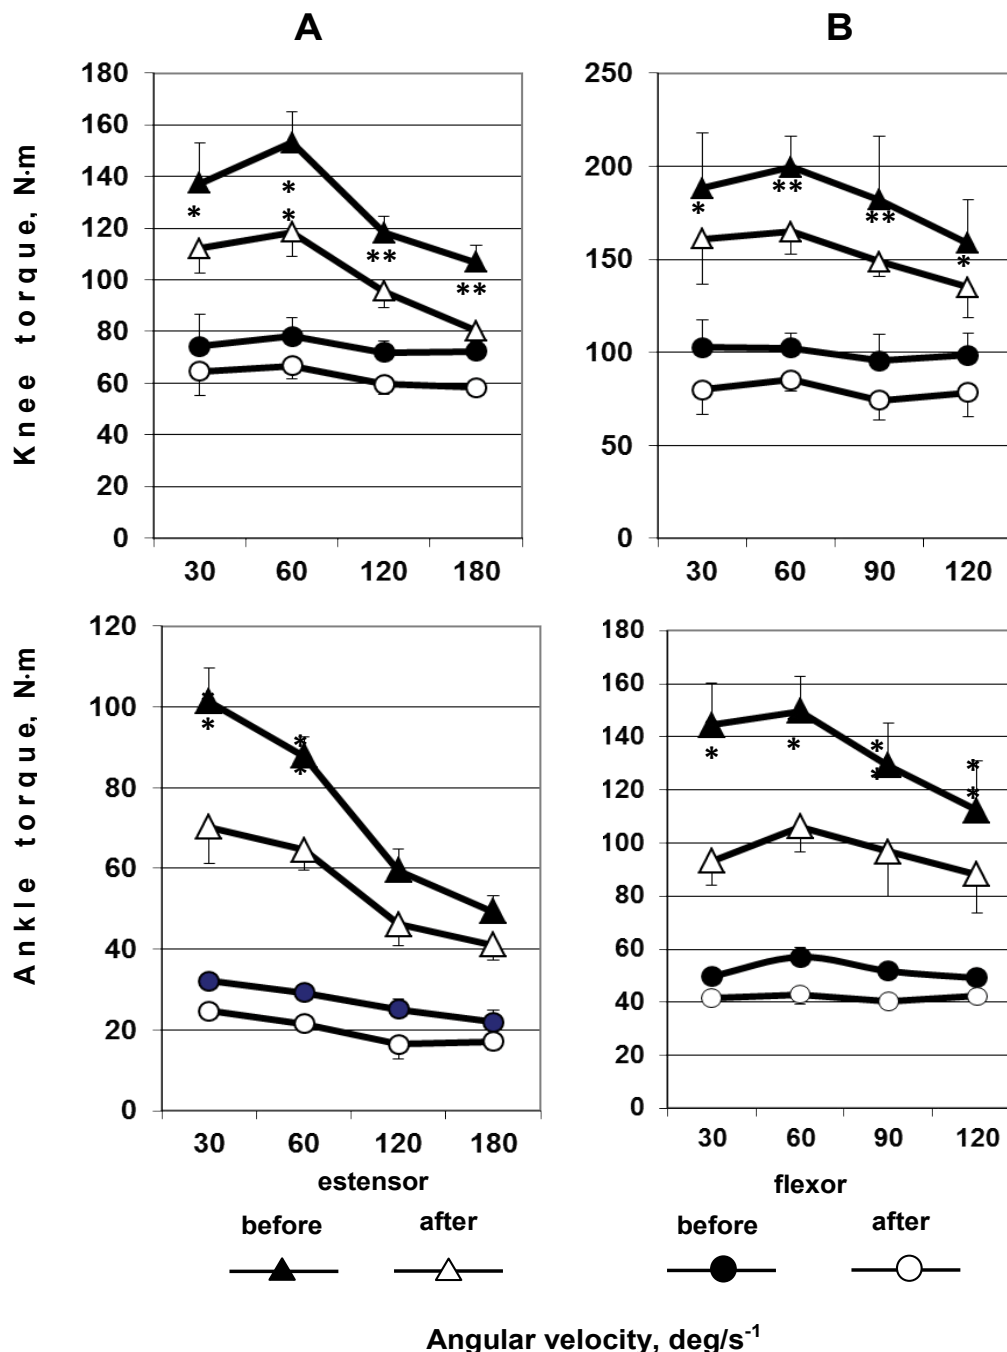 A B
Knee torque, N·m
180 250
160
140 200
120
100 150
80
60 100
40
20 50
0 0
* * * ** ** * ** ** *
30 60 120 180 30 60 90 120
Ankle torque, N·m
120 180
160
100 140
80 120
100
60 80
40 60
40
20 20
0 0
* * * * * * * * * *
30 60 120 180 30 60 90 120
estensor flexor
before after before after
Angular velocity, deg/s⁻¹